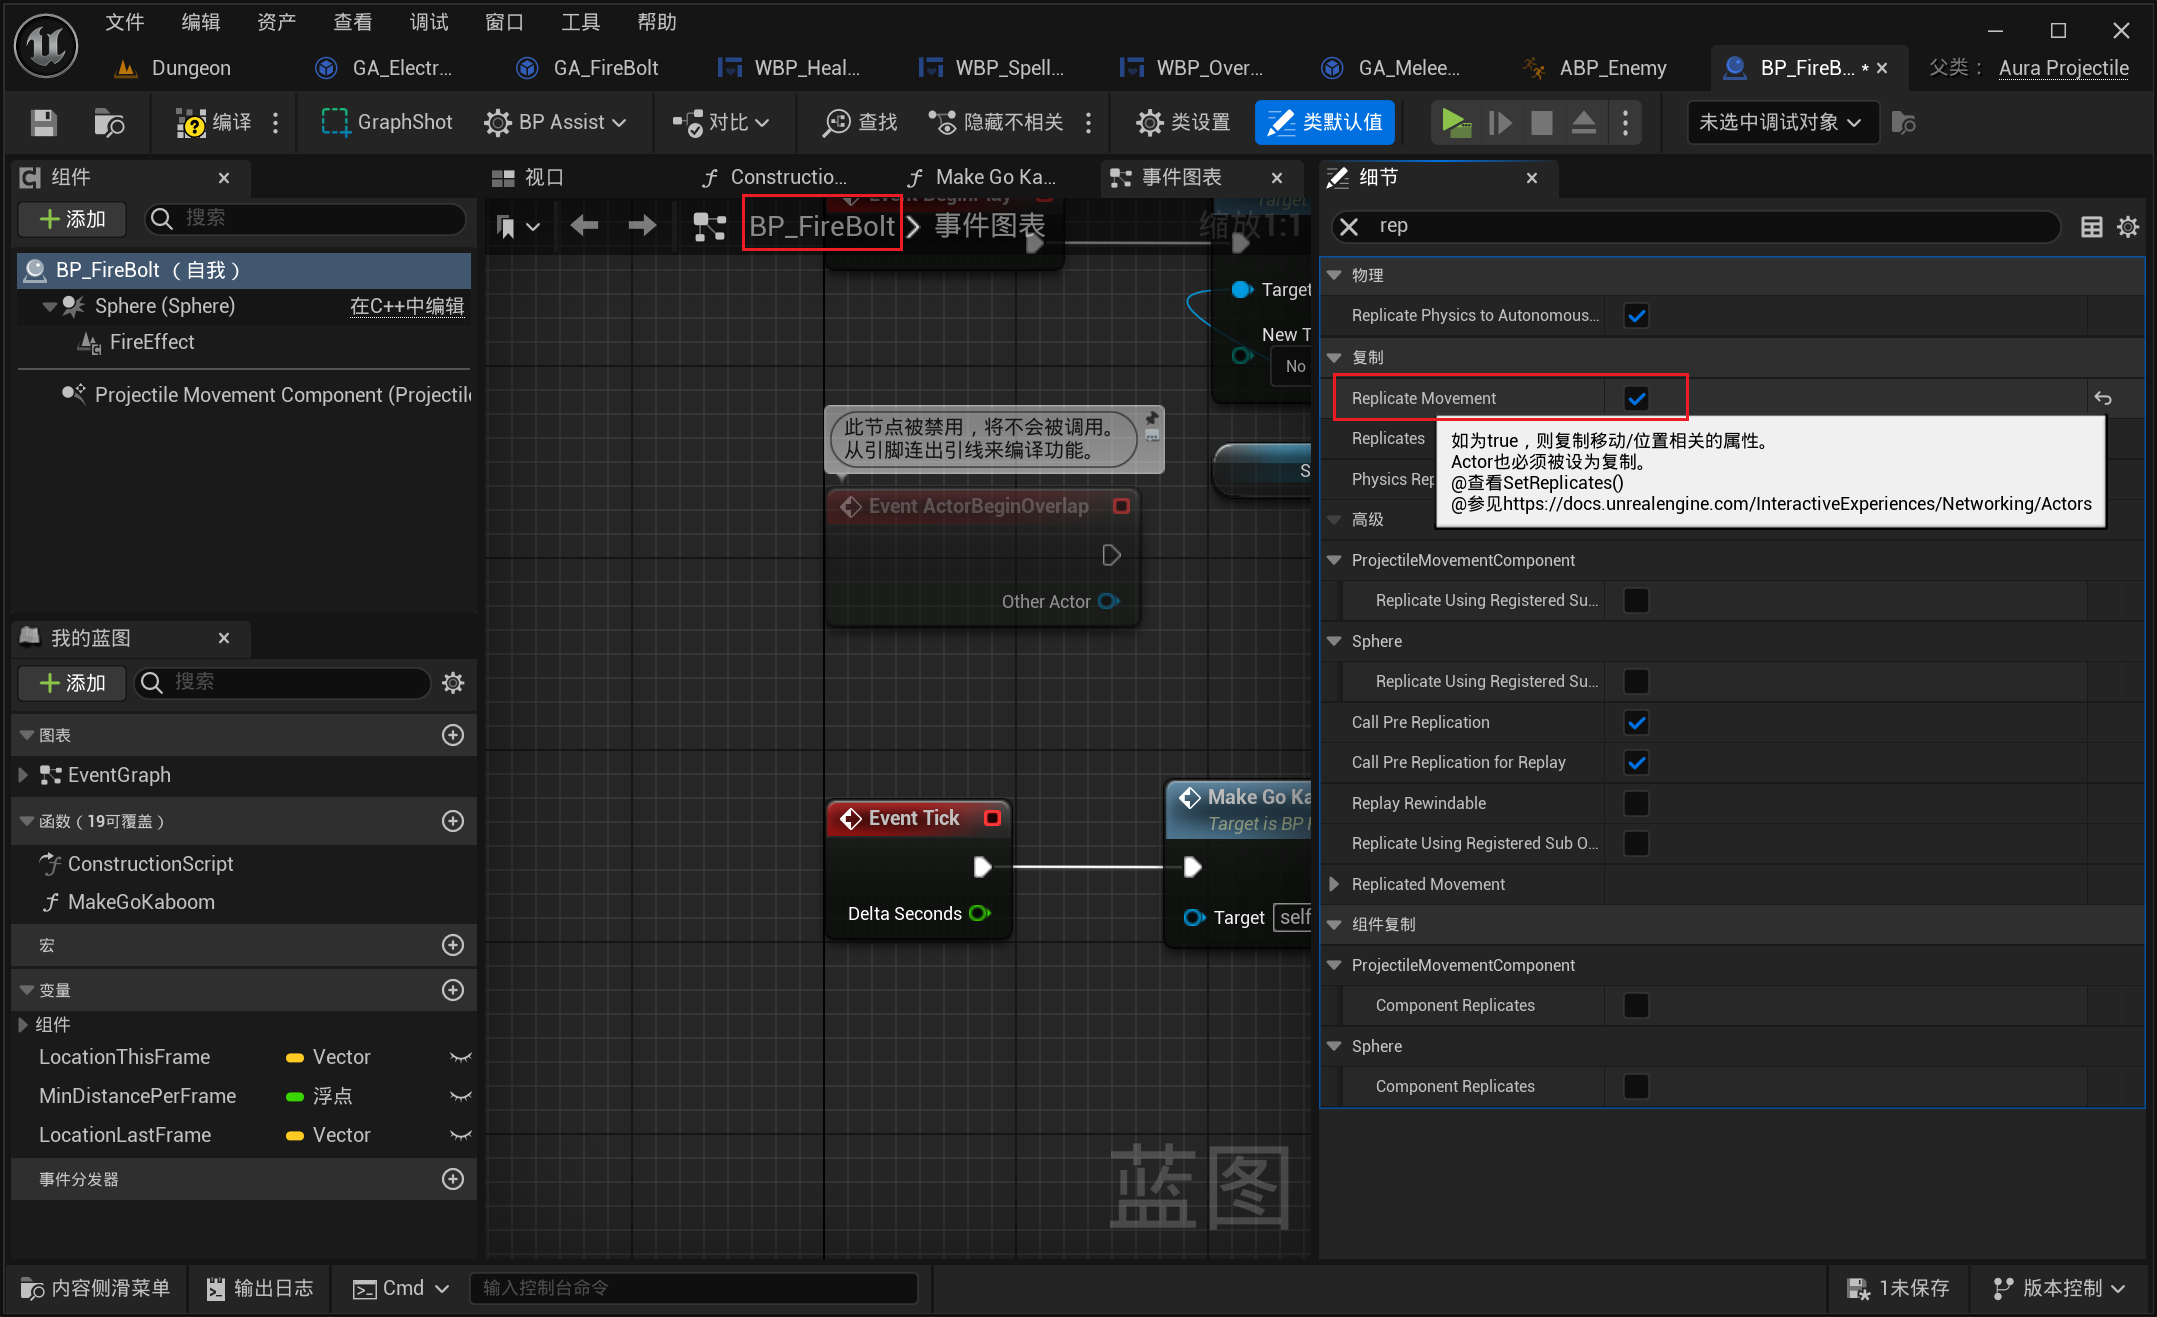 文件 编辑 资产 查看 调试 窗口 工具 帮助
Dungeon GA_Electr... GA_FireBolt WBP_Heal... WBP_Spell... WBP_Over... GA_Melee... ABP_Enemy BP_FireB... * 父类： Aura Projectile
编译 GraphShot BP Assist 对比 查找 隐藏不相关 类设置 类默认值 未选中调试对象
组件
添加 搜索
BP_FireBolt （自我）
Sphere (Sphere) 在C++中编辑
FireEffect
Projectile Movement Component (Projectile
我的蓝图
添加 搜索
图表
EventGraph
函数（19可覆盖）
ConstructionScript
MakeGoKaboom
宏
变量
组件
LocationThisFrame Vector
MinDistancePerFrame 浮点
LocationLastFrame Vector
事件分发器
视口 Constructio... Make Go Ka... 事件图表
BP_FireBolt > 事件图表 缩放1:1
Event BeginPlay
Target
Target
New T
No
此节点被禁用，将不会被调用。
从引脚连出引线来编译功能。
S
Event ActorBeginOverlap
Other Actor
Event Tick
Delta Seconds
Make Go Ka
Target is BP
Target self
蓝图
细节
rep
物理
Replicate Physics to Autonomous...
复制
Replicate Movement
Replicates
Physics Rep
如为true，则复制移动/位置相关的属性。
Actor也必须被设为复制。
@查看SetReplicates()
@参见https://docs.unrealengine.com/InteractiveExperiences/Networking/Actors
高级
ProjectileMovementComponent
Replicate Using Registered Su...
Sphere
Replicate Using Registered Su...
Call Pre Replication
Call Pre Replication for Replay
Replay Rewindable
Replicate Using Registered Sub O...
Replicated Movement
组件复制
ProjectileMovementComponent
Component Replicates
Sphere
Component Replicates
内容侧滑菜单 输出日志 Cmd 输入控制台命令 1未保存 版本控制